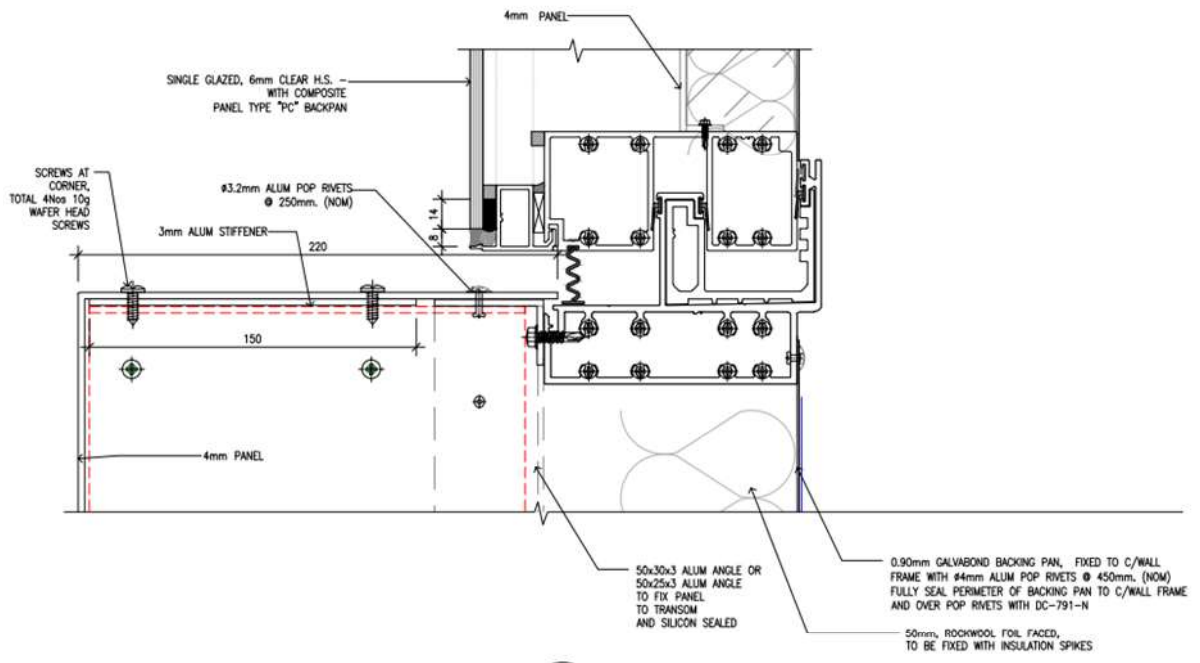 4mm PANEL
SINGLE GLAZED, 6mm CLEAR H.S. -
WITH COMPOSITE
PANEL TYPE "PC" BACKPAN
SCREWS AT
CORNER,
TOTAL 4Nos 10g
WAFER HEAD
SCREWS
ø3.2mm ALUM POP RIVETS
@ 250mm. (NOM)
14
8
3mm ALUM STIFFENER
220
150
4mm PANEL
50x30x3 ALUM ANGLE OR
50x25x3 ALUM ANGLE
TO FIX PANEL
TO TRANSOM
AND SILICON SEALED
0.90mm GALVABOND BACKING PAN, FIXED TO C/WALL
FRAME WITH ø4mm ALUM POP RIVETS @ 450mm. (NOM)
FULLY SEAL PERIMETER OF BACKING PAN TO C/WALL FRAME
AND OVER POP RIVETS WITH DC-791-N
50mm, ROCKWOOL FOIL FACED,
TO BE FIXED WITH INSULATION SPIKES